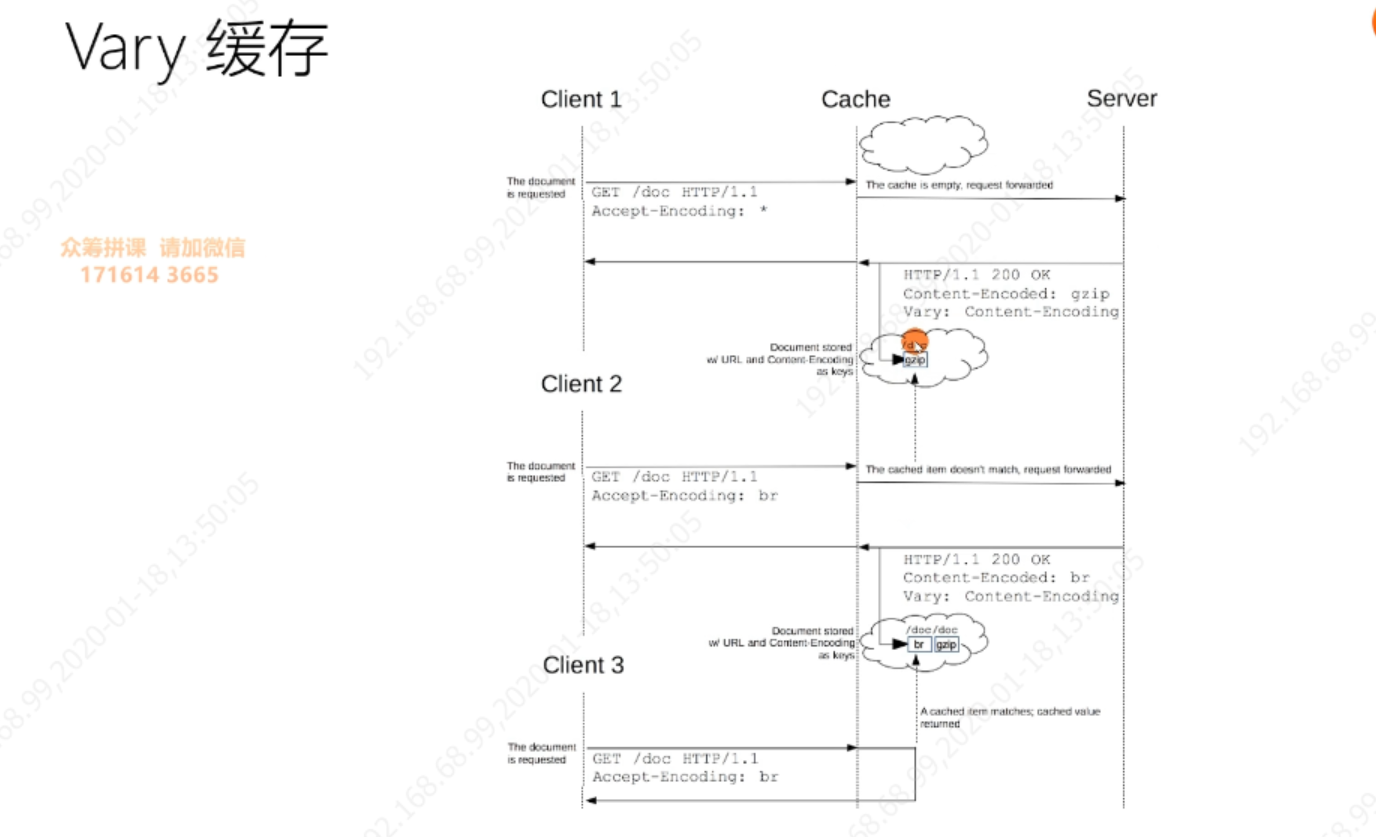 Vary 缓存
众筹拼课 请加微信
171614 3665
Client 1
Cache
Server
The document
is requested
GET /doc HTTP/1.1
Accept-Encoding: *
The cache is empty, request forwarded
HTTP/1.1 200 OK
Content-Encoded: gzip
Vary: Content-Encoding
Document stored
w/ URL and Content-Encoding
as keys
gzip
Client 2
The document
is requested
GET /doc HTTP/1.1
Accept-Encoding: br
The cached item doesn't match, request forwarded
HTTP/1.1 200 OK
Content-Encoded: br
Vary: Content-Encoding
Document stored
w/ URL and Content-Encoding
as keys
/doc/doc
br gzip
Client 3
A cached item matches; cached value
returned
The document
is requested
GET /doc HTTP/1.1
Accept-Encoding: br
192.168.68.99,2020-01-18,13:50:05